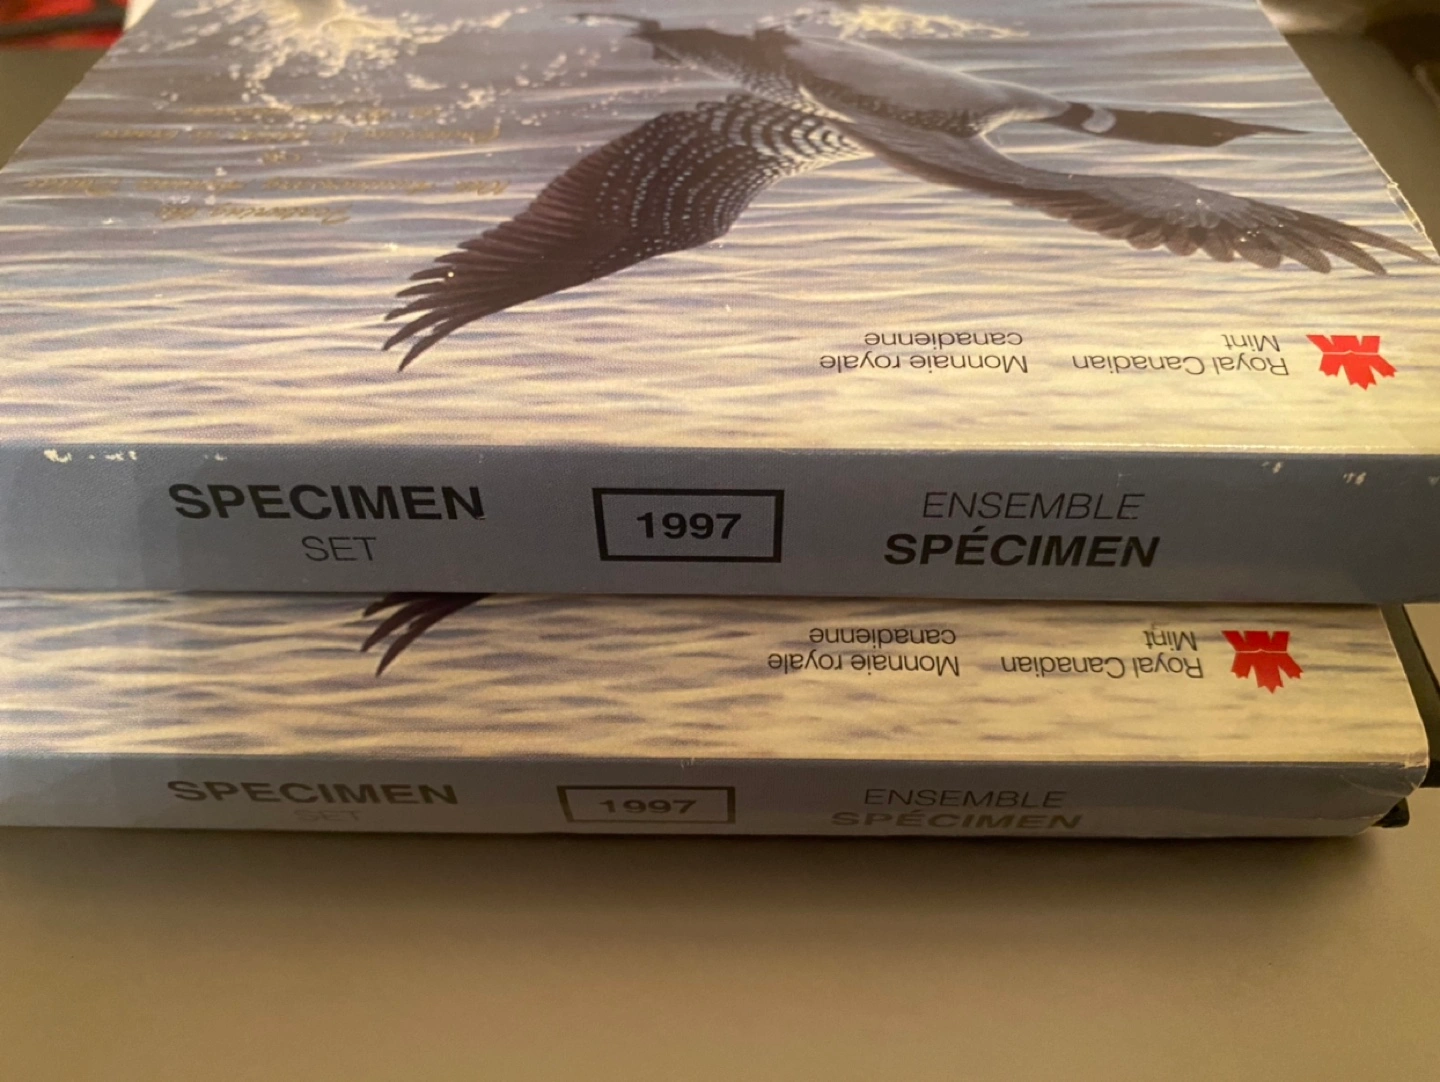 Royal Canadian
Mint
Monnaie royale
canadienne
SPECIMEN
SET
1997
ENSEMBLE
SPÉCIMEN
Royal Canadian
Mint
Monnaie royale
canadienne
SPECIMEN
SET
1997
ENSEMBLE
SPÉCIMEN